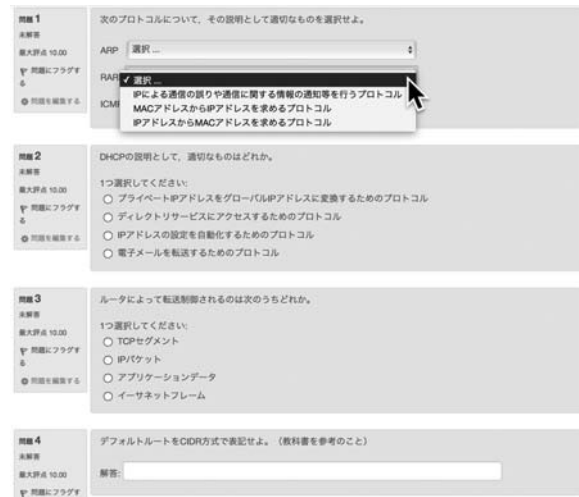 問題 1
未解答
最大評点 10.00
問題にフラグする
問題を編集する
次のプロトコルについて，その説明として適切なものを選択せよ。
ARP 選択 ...
RAR
選択 ...
IPによる通信の誤りや通信に関する情報の通知等を行うプロトコル
MACアドレスからIPアドレスを求めるプロトコル
IPアドレスからMACアドレスを求めるプロトコル
ICMI
問題 2
未解答
最大評点 10.00
問題にフラグする
問題を編集する
DHCPの説明として，適切なものはどれか。
1つ選択してください:
プライベートIPアドレスをグローバルIPアドレスに変換するためのプロトコル
ディレクトリサービスにアクセスするためのプロトコル
IPアドレスの設定を自動化するためのプロトコル
電子メールを転送するためのプロトコル
問題 3
未解答
最大評点 10.00
問題にフラグする
問題を編集する
ルータによって転送制御されるのは次のうちどれか。
1つ選択してください:
TCPセグメント
IPパケット
アプリケーションデータ
イーサネットフレーム
問題 4
未解答
最大評点 10.00
問題にフラグす
デフォルトルートをCIDR方式で表記せよ。（教科書を参考のこと）
解答: